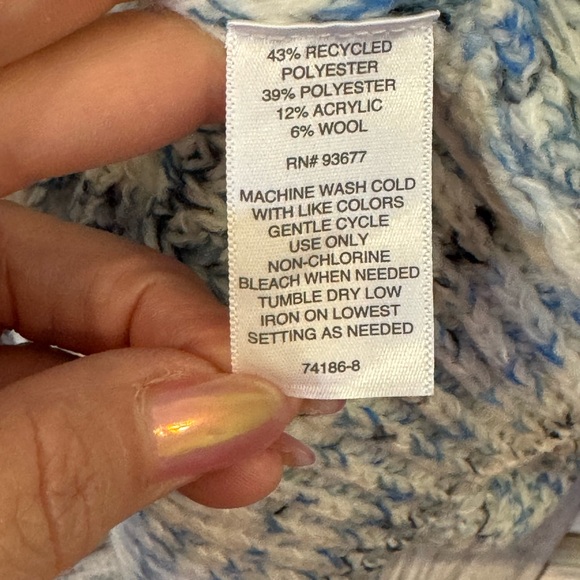 43% RECYCLED
POLYESTER
39% POLYESTER
12% ACRYLIC
6% WOOL
RN# 93677
MACHINE WASH COLD
WITH LIKE COLORS
GENTLE CYCLE
USE ONLY
NON-CHLORINE
BLEACH WHEN NEEDED
TUMBLE DRY LOW
IRON ON LOWEST
SETTING AS NEEDED
74186-8